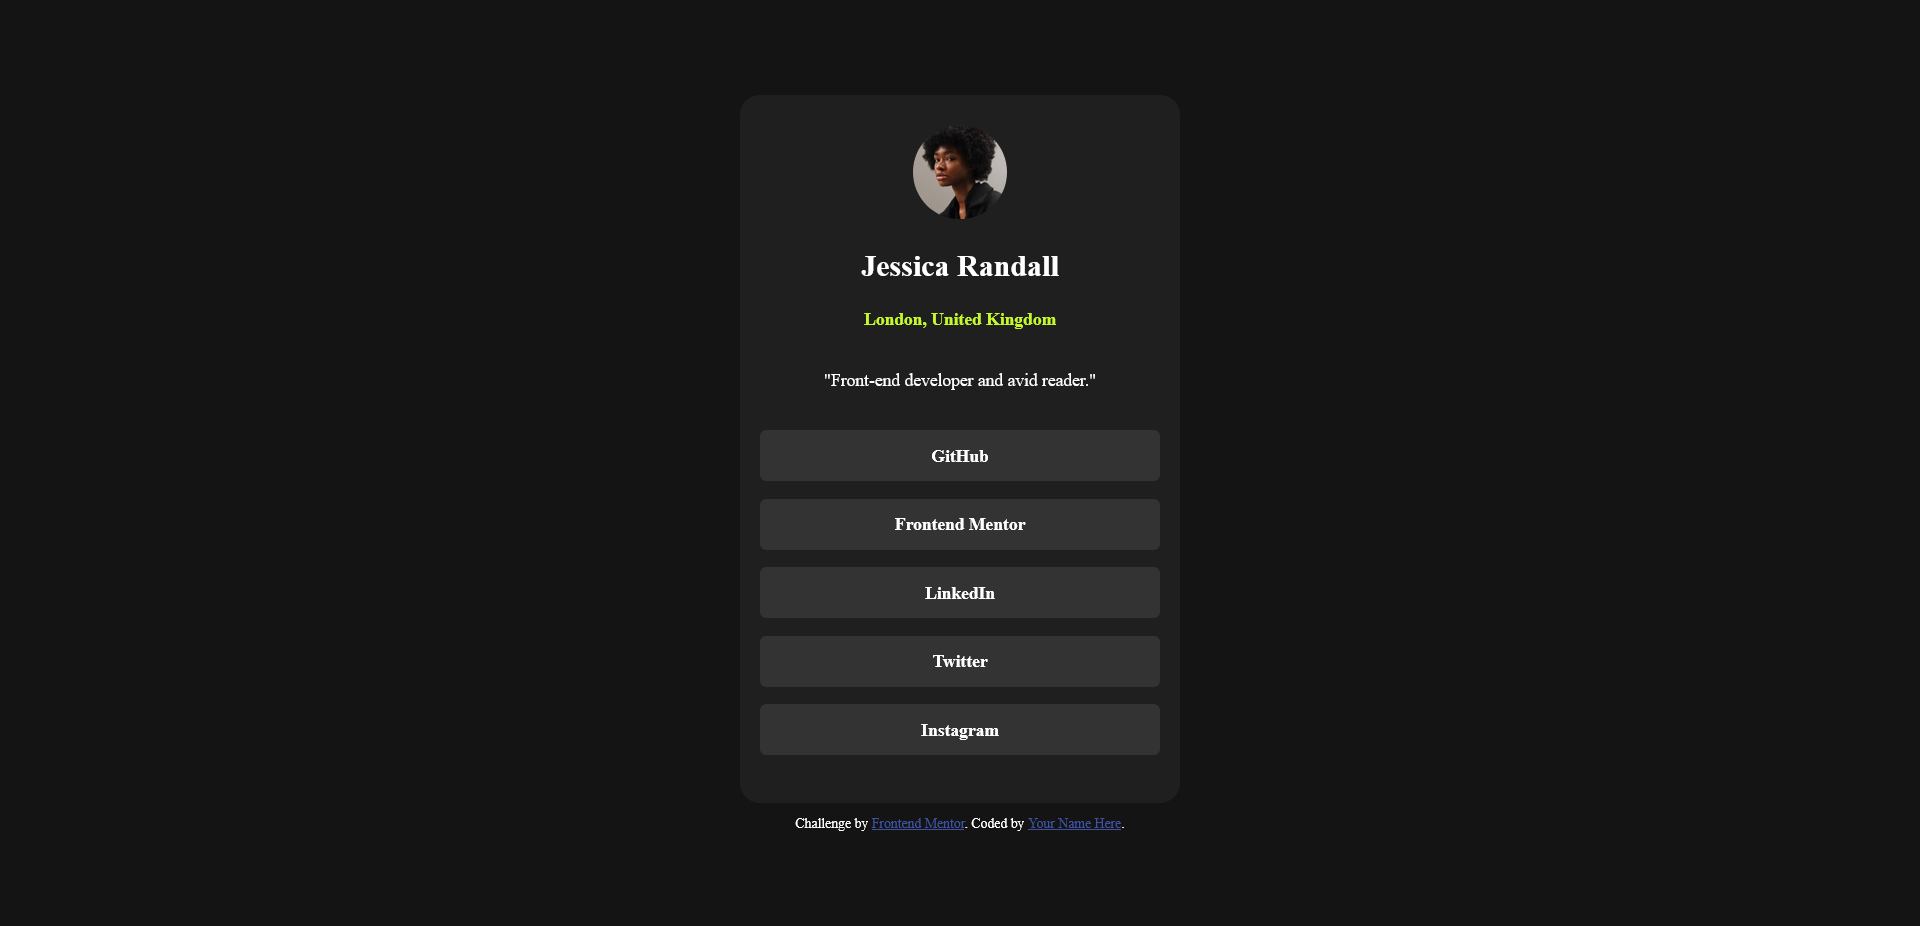 Jessica Randall
London, United Kingdom
"Front-end developer and avid reader."
GitHub
Frontend Mentor
LinkedIn
Twitter
Instagram
Challenge by Frontend Mentor. Coded by Your Name Here.